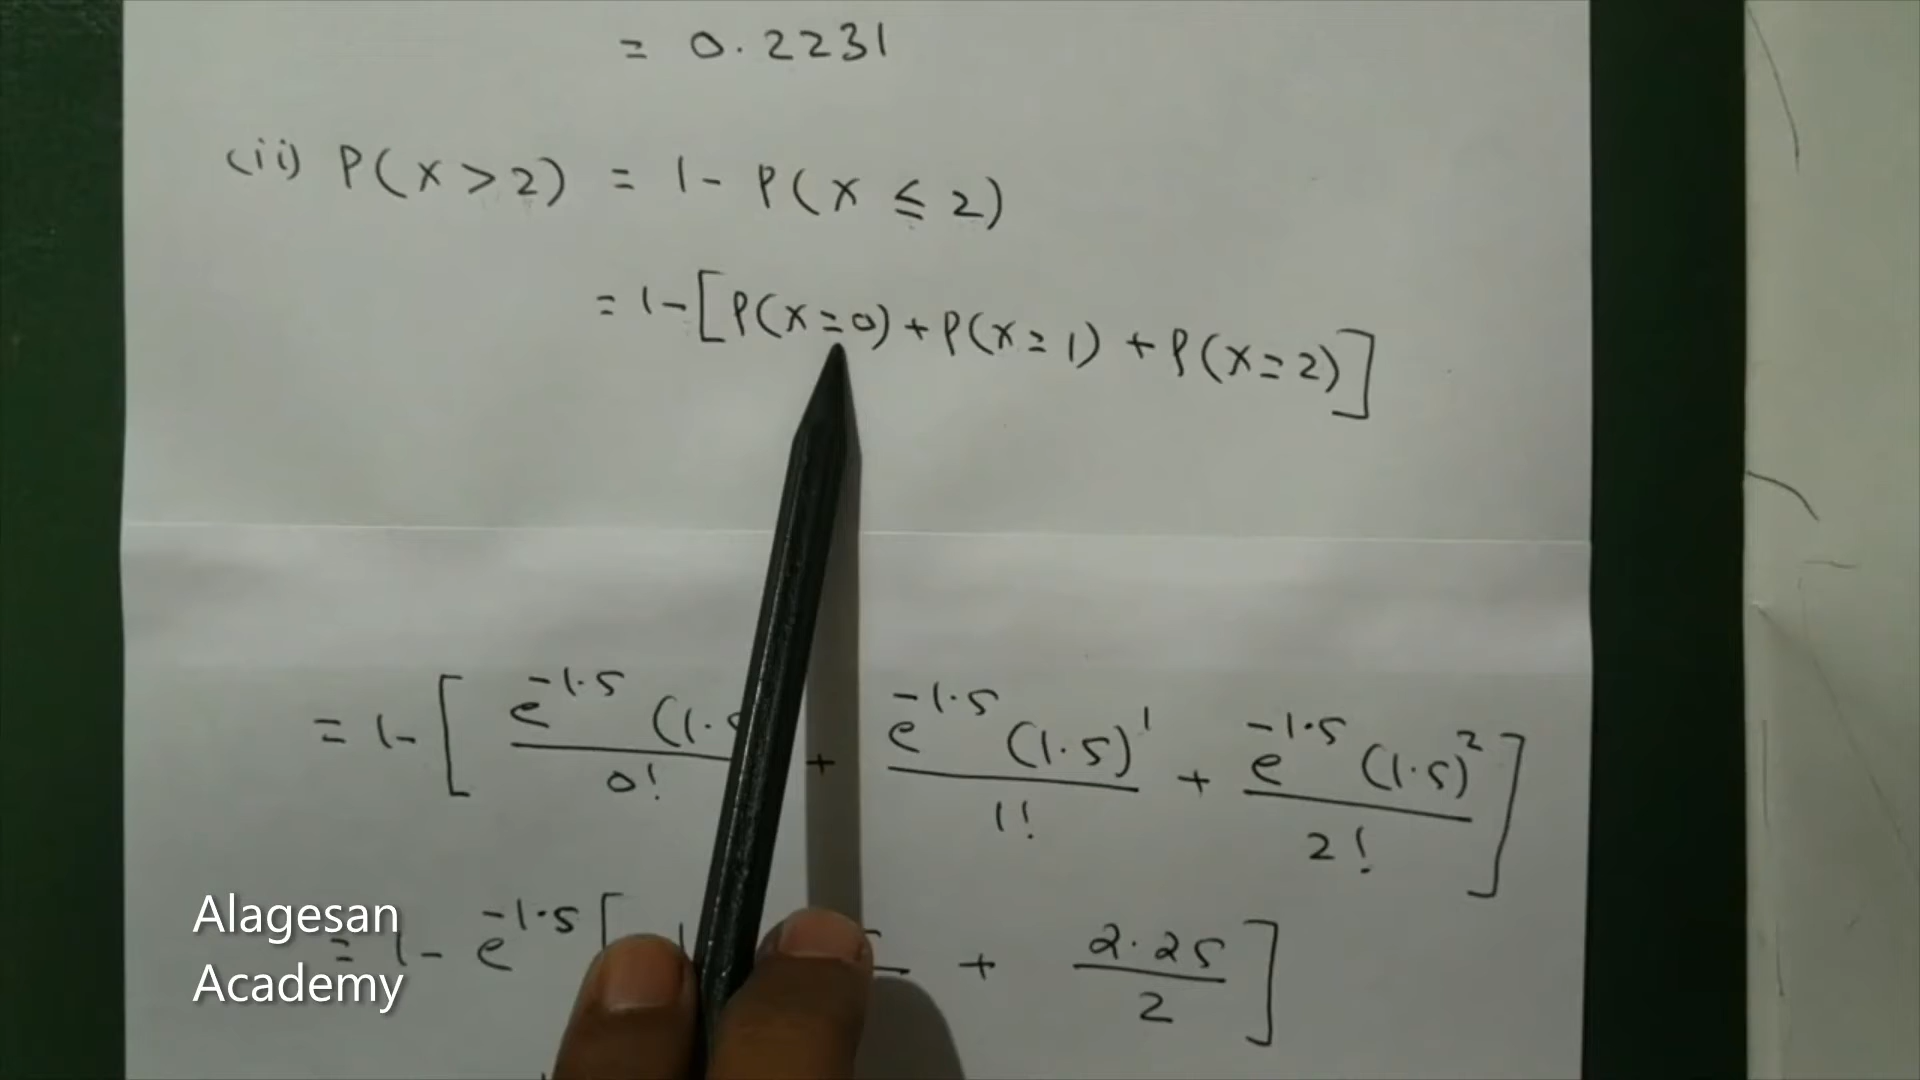 = 0.2231
(ii) P(X>2) = 1- P(X ≤ 2)
= 1-[P(X=0)+P(X=1)+P(X=2)]
= 1-[ e^-1.5 (1. / 0! + e^-1.5 (1.5)^1 / 1! + e^-1.5 (1.5)^2 / 2! ]
= 1- e^-1.5 [ + 2.25 / 2 ]
Alagesan
Academy